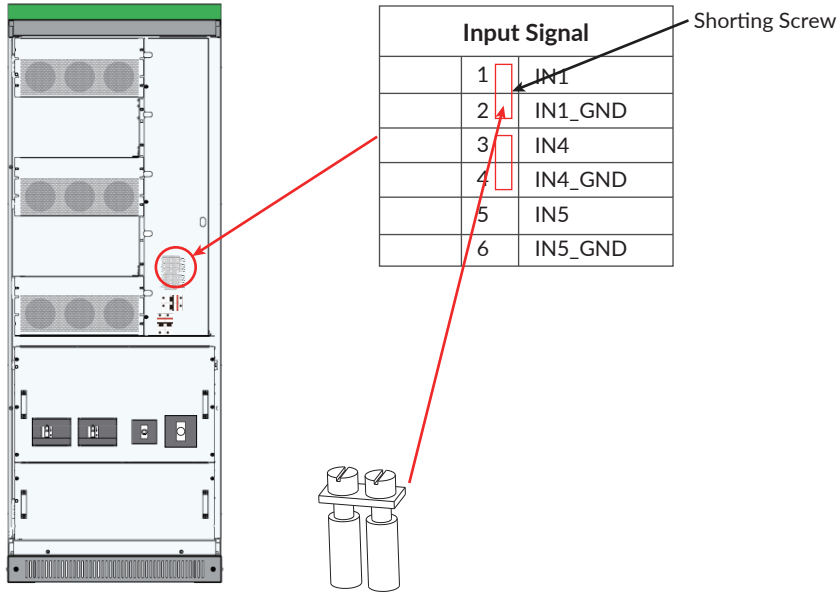 Input Signal
Shorting Screw
1 IN1
2 IN1_GND
3 IN4
4 IN4_GND
5 IN5
6 IN5_GND